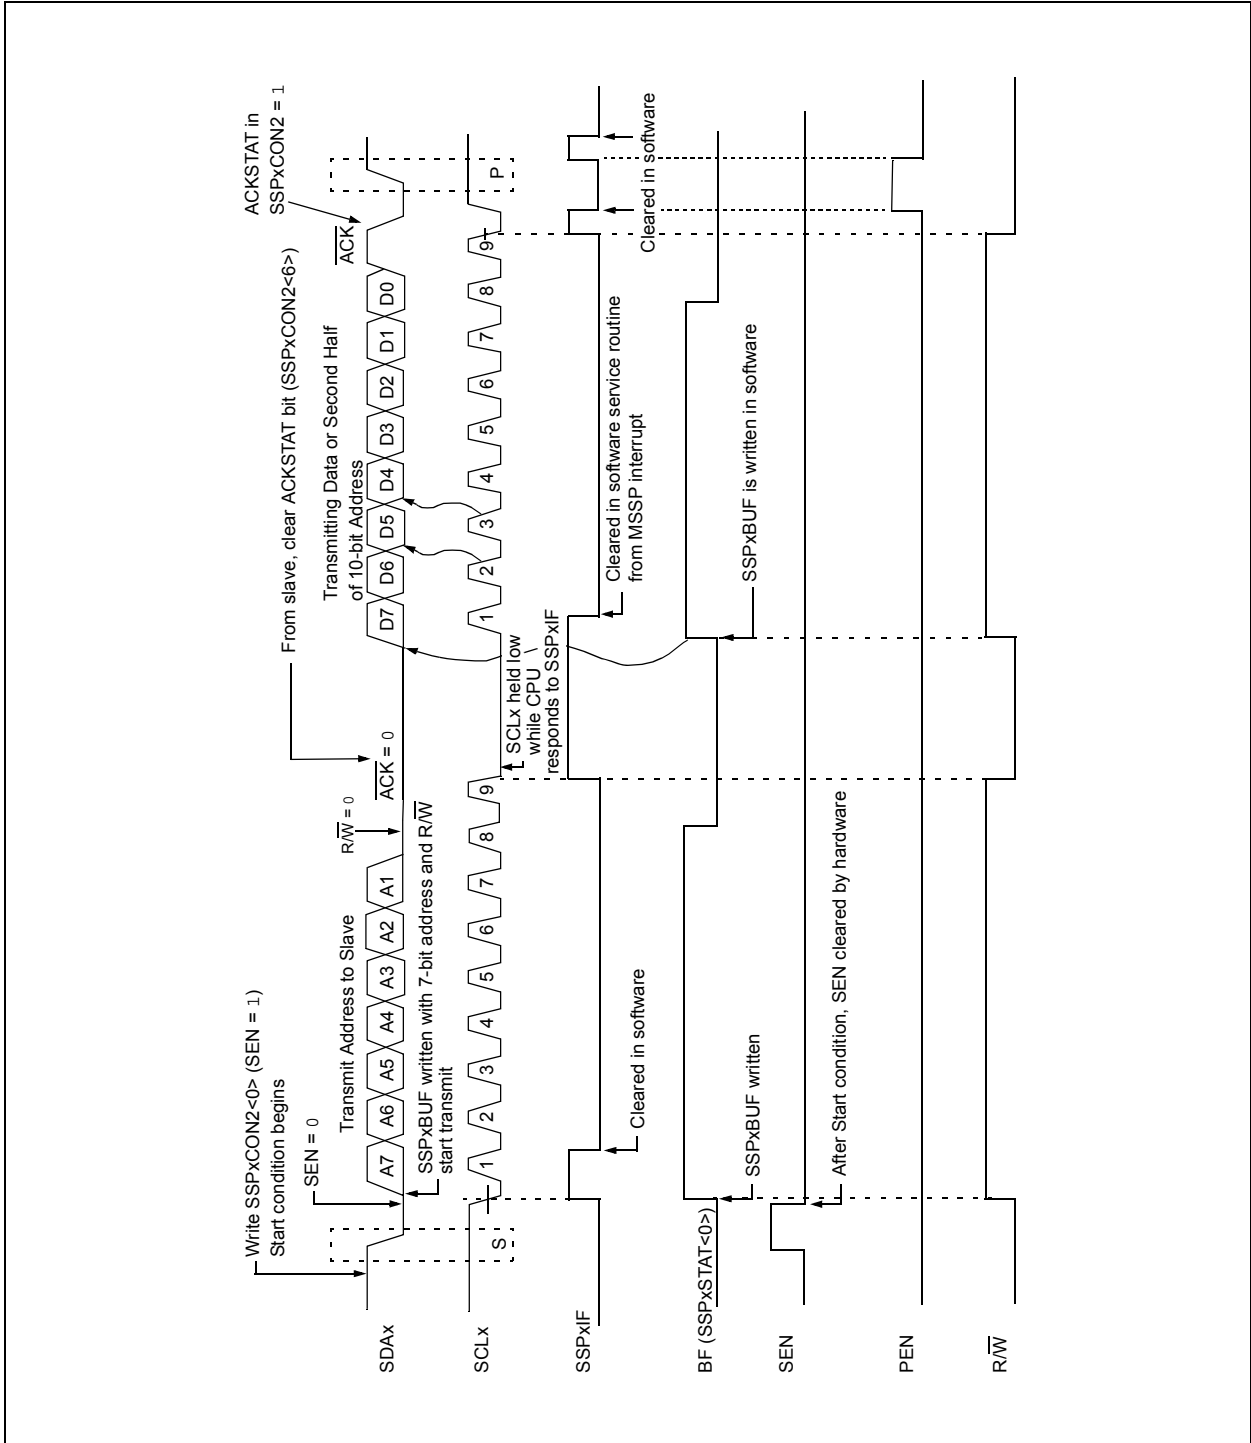 Write SSPxCON2<0> (SEN = 1)
Start condition begins
From slave, clear ACKSTAT bit (SSPxCON2<6>)
ACKSTAT in
SSPxCON2 = 1
SEN = 0
Transmit Address to Slave
R/W = 0
ACK = 0
Transmitting Data or Second Half
of 10-bit Address
ACK
SDAx
A7 A6 A5 A4 A3 A2 A1
D7 D6 D5 D4 D3 D2 D1 D0
SSPxBUF written with 7-bit address and R/W
start transmit
SCLx
S
1 2 3 4 5 6 7 8 9
1 2 3 4 5 6 7 8 9
P
SCLx held low
while CPU
responds to SSPxIF
SSPxIF
Cleared in software
Cleared in software service routine
from MSSP interrupt
Cleared in software
BF (SSPxSTAT<0>)
SSPxBUF written
SSPxBUF is written in software
SEN
After Start condition, SEN cleared by hardware
PEN
R/W